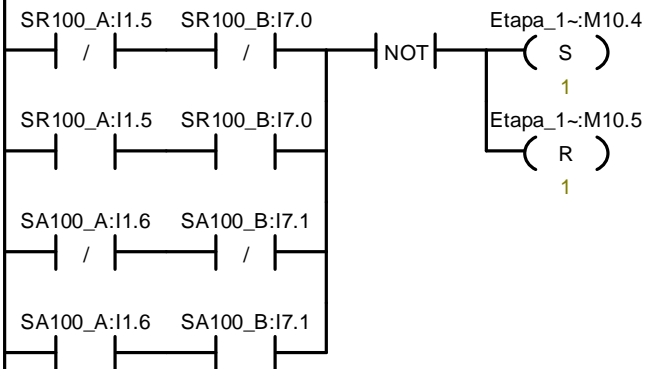 SR100_A:I1.5 SR100_B:I7.0 Etapa_1~:M10.4
/ / NOT S
1
SR100_A:I1.5 SR100_B:I7.0 Etapa_1~:M10.5
R
1
SA100_A:I1.6 SA100_B:I7.1
/ /
SA100_A:I1.6 SA100_B:I7.1